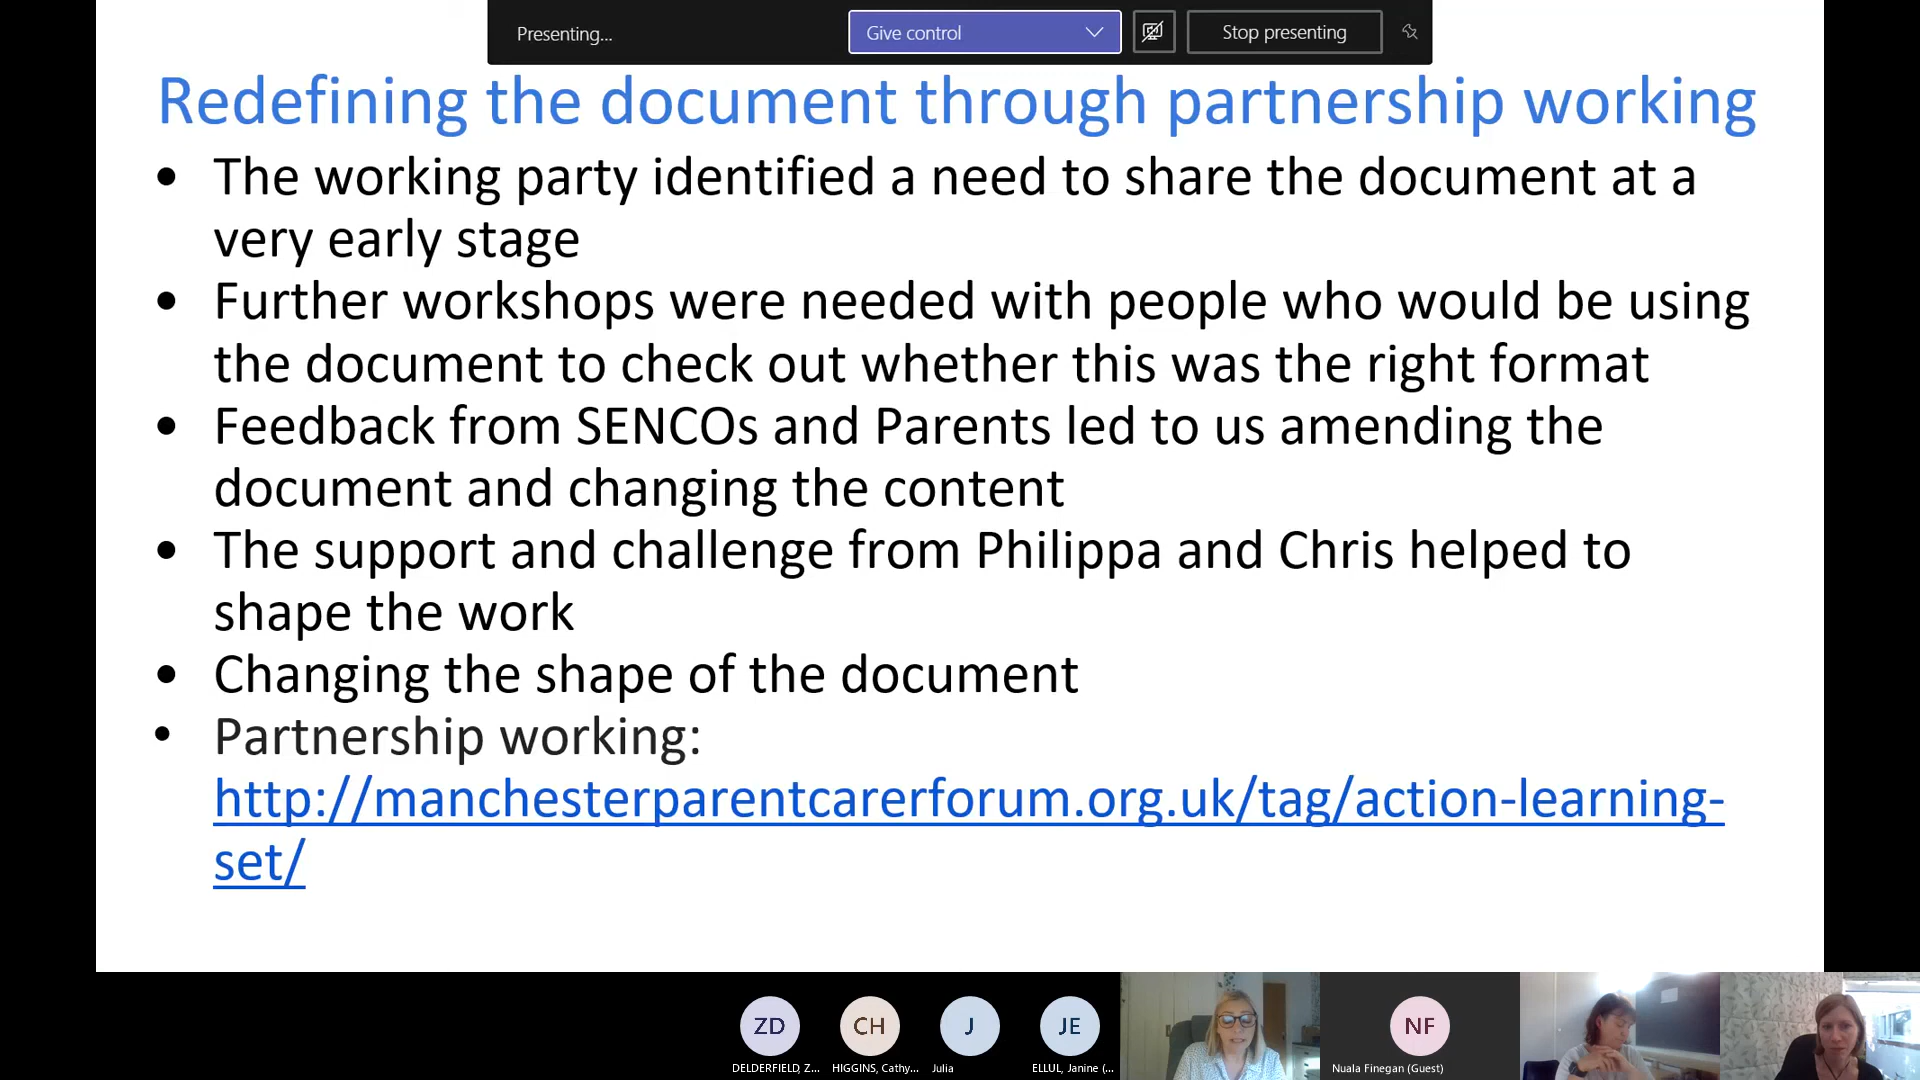 Presenting...
Give control
Stop presenting
Redefining the document through partnership working
• The working party identified a need to share the document at a
very early stage
• Further workshops were needed with people who would be using
the document to check out whether this was the right format
• Feedback from SENCOs and Parents led to us amending the
document and changing the content
• The support and challenge from Philippa and Chris helped to
shape the work
• Changing the shape of the document
• Partnership working:
http://manchesterparentcarerforum.org.uk/tag/action-learning-
set/
ZD
CH
J
JE
NF
DELDERFIELD, Z...
HIGGINS, Cathy...
Julia
ELLUL, Janine (...
Nuala Finegan (Guest)